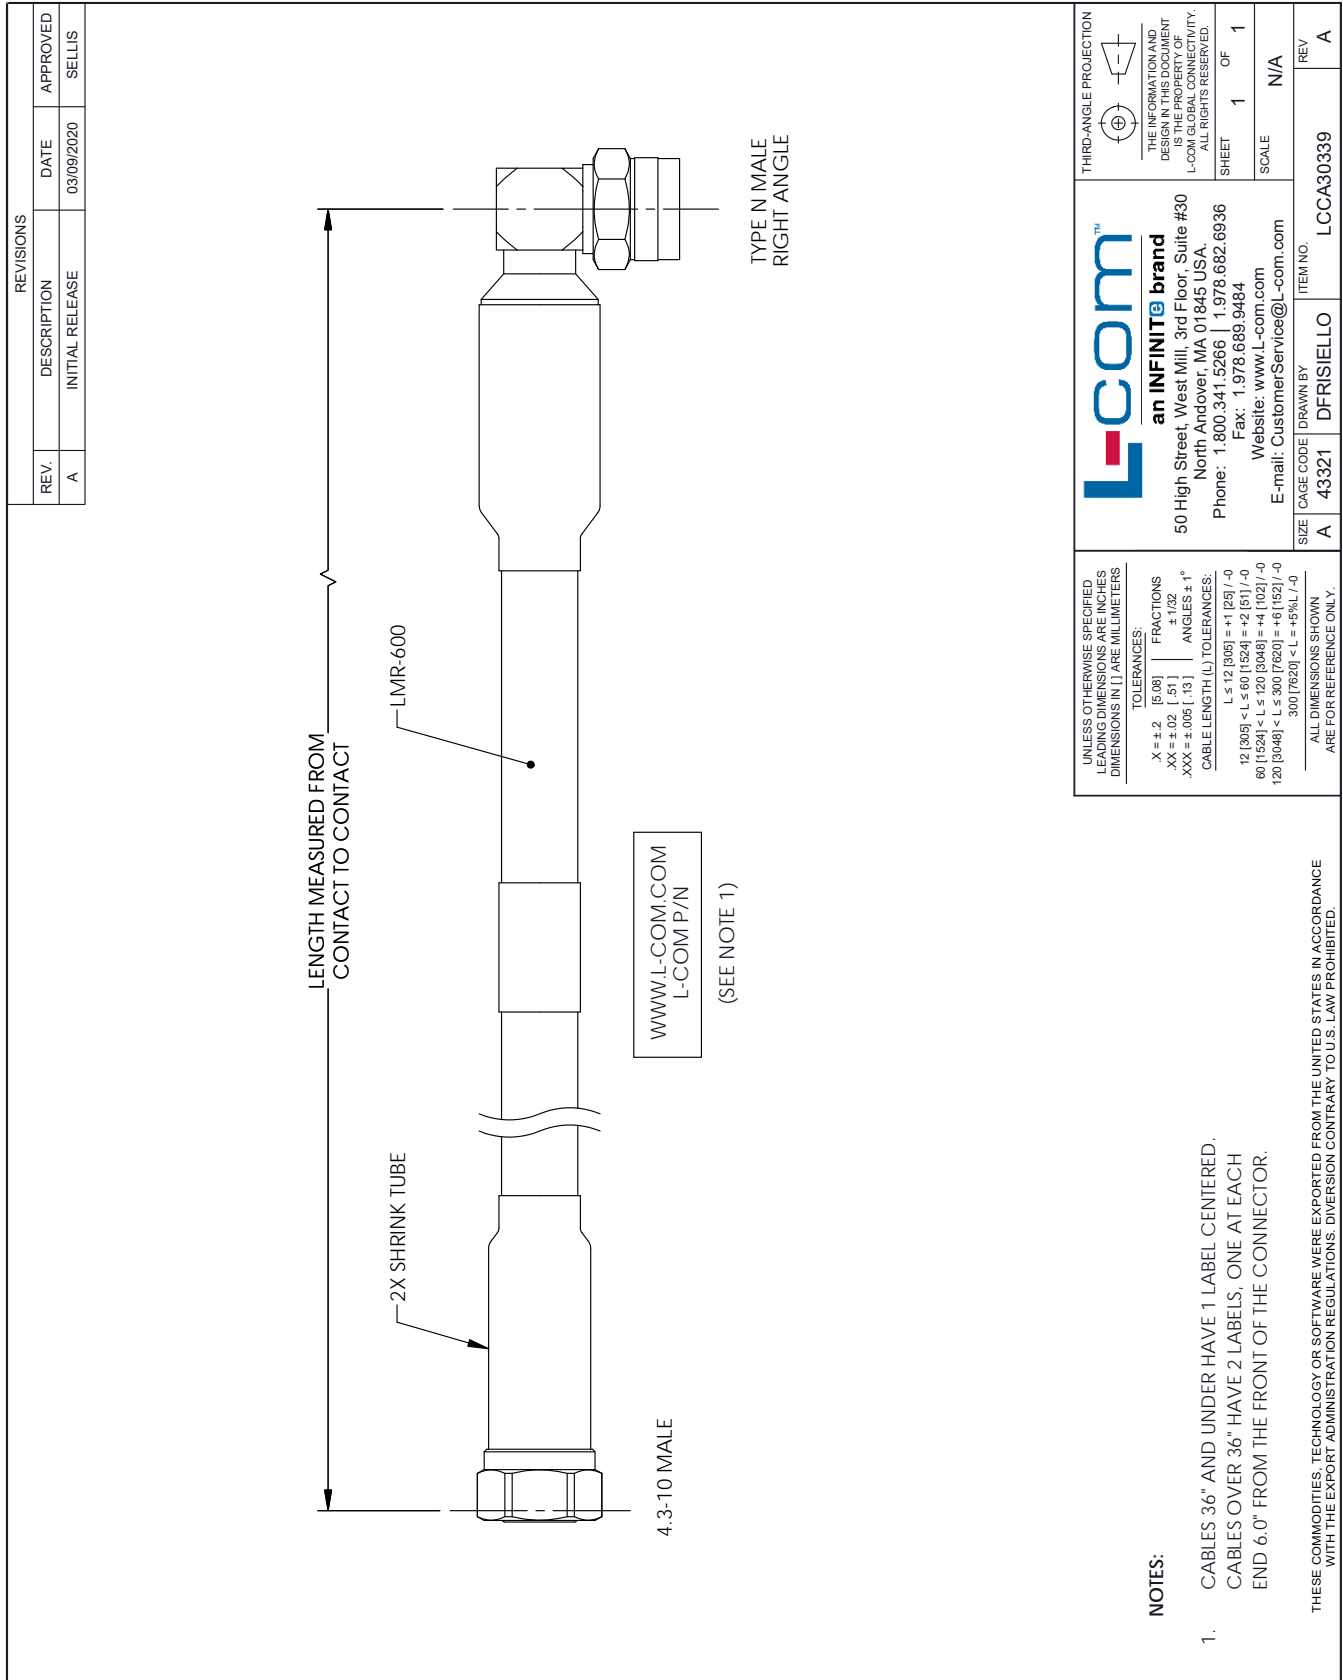 REVISIONS
REV. DESCRIPTION DATE APPROVED
A INITIAL RELEASE 03/09/2020 SELLIS
LENGTH MEASURED FROM
CONTACT TO CONTACT
2X SHRINK TUBE
LMR-600
4.3-10 MALE
TYPE N MALE
RIGHT ANGLE
WWW.L-COM.COM
L-COM P/N
(SEE NOTE 1)
NOTES:
1. CABLES 36" AND UNDER HAVE 1 LABEL CENTERED.
CABLES OVER 36" HAVE 2 LABELS, ONE AT EACH
END 6.0" FROM THE FRONT OF THE CONNECTOR.
THESE COMMODITIES, TECHNOLOGY OR SOFTWARE WERE EXPORTED FROM THE UNITED STATES IN ACCORDANCE
WITH THE EXPORT ADMINISTRATION REGULATIONS. DIVERSION CONTRARY TO U.S. LAW PROHIBITED.
UNLESS OTHERWISE SPECIFIED
LEADING DIMENSIONS ARE INCHES
DIMENSIONS IN [ ] ARE MILLIMETERS
TOLERANCES:
.X = ±.2 [5.08] FRACTIONS
.XX = ±.02 [.51] ± 1/32
.XXX = ±.005 [.13] ANGLES ± 1°
CABLE LENGTH (L) TOLERANCES:
L ≤ 12 [305] = +1 [25] / -0
12 [305] < L ≤ 60 [1524] = +2 [51] / -0
60 [1524] < L ≤ 120 [3048] = +4 [102] / -0
120 [3048] < L ≤ 300 [7620] = +6 [152] / -0
300 [7620] < L = +5%L / -0
ALL DIMENSIONS SHOWN
ARE FOR REFERENCE ONLY.
L-com™
an INFINITe brand
50 High Street, West Mill, 3rd Floor, Suite #30
North Andover, MA 01845 USA.
Phone: 1.800.341.5266 | 1.978.682.6936
Fax: 1.978.689.9484
Website: www.L-com.com
E-mail: CustomerService@L-com.com
THIRD-ANGLE PROJECTION
THE INFORMATION AND
DESIGN IN THIS DOCUMENT
IS THE PROPERTY OF
L-COM GLOBAL CONNECTIVITY.
ALL RIGHTS RESERVED.
SHEET 1 OF 1
SCALE N/A
SIZE A
CAGE CODE 43321
DRAWN BY DFRISIELLO
ITEM NO. LCCA30339
REV A